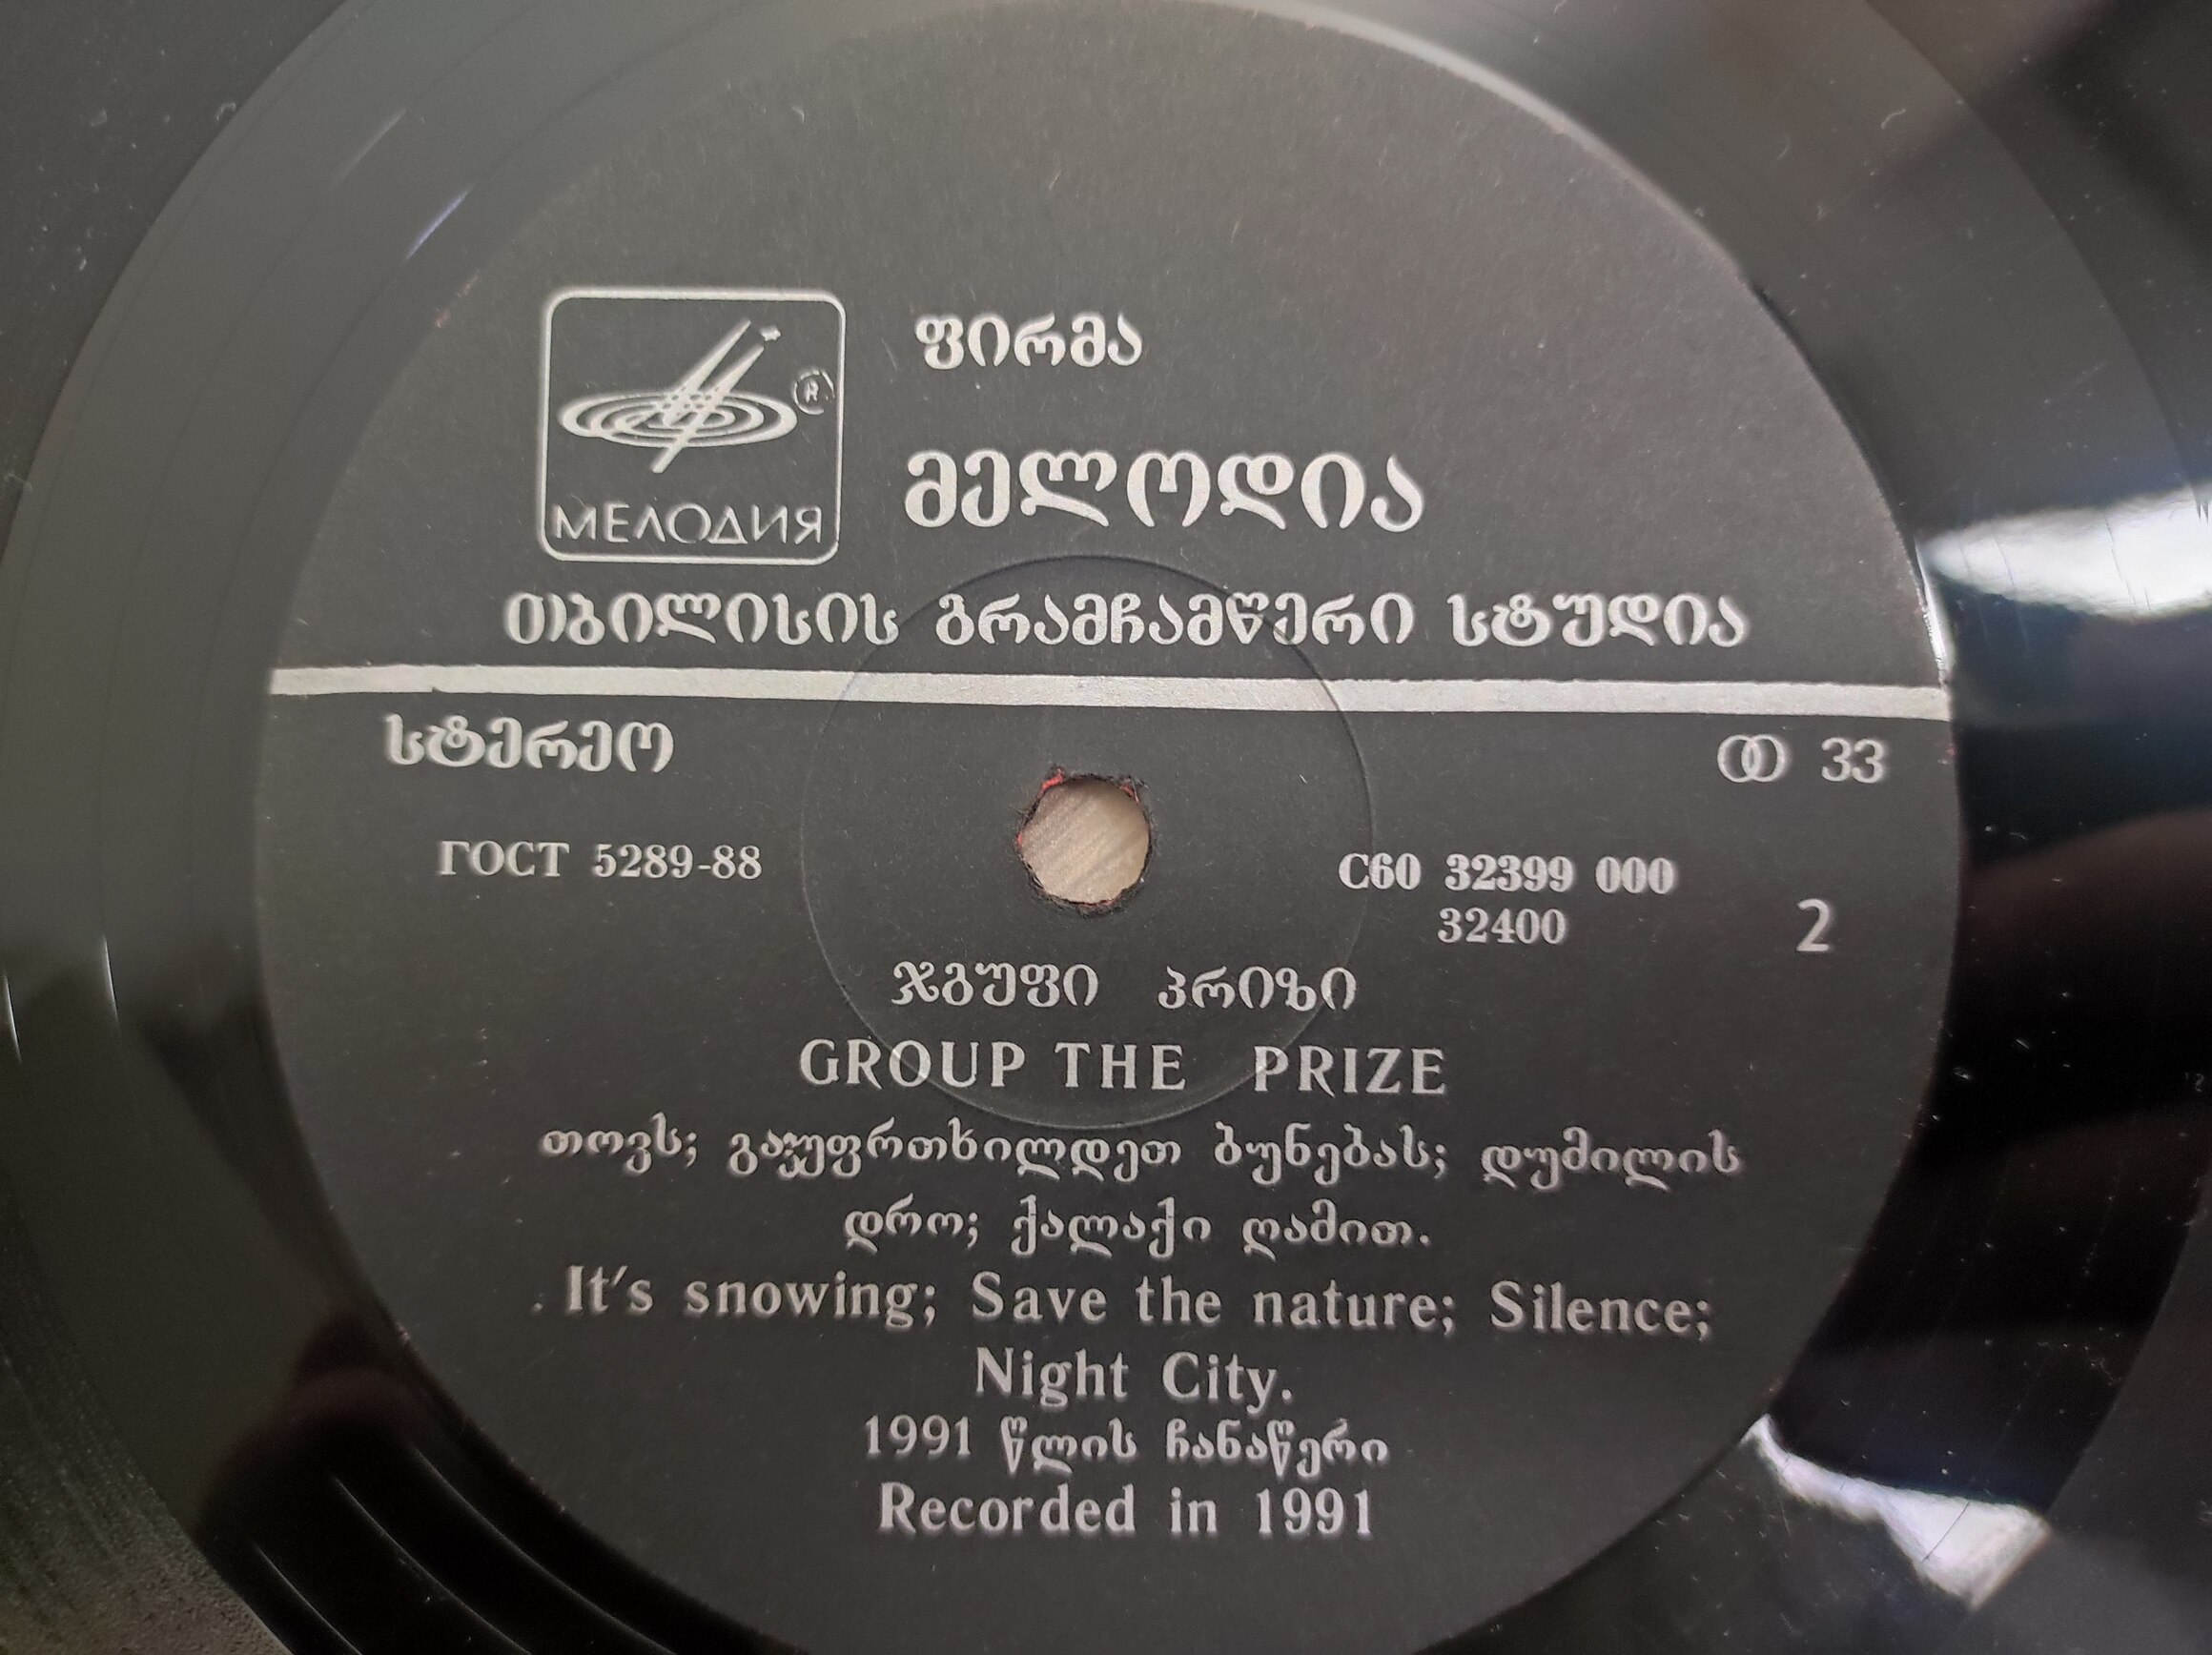 ფირმა
®
მელოდია
МЕЛОДИЯ
თბილისის გრამჩამწერი სტუდია
სტერეო
33
ГОСТ 5289-88
С60 32399 000
32400
2
ჯგუფი პრიზი
GROUP THE PRIZE
თოვს; გაუფრთხილდეთ ბუნებას; დუმილის
დრო; ქალაქი ღამით.
. It's snowing; Save the nature; Silence;
Night City.
1991 წლის ჩანაწერი
Recorded in 1991